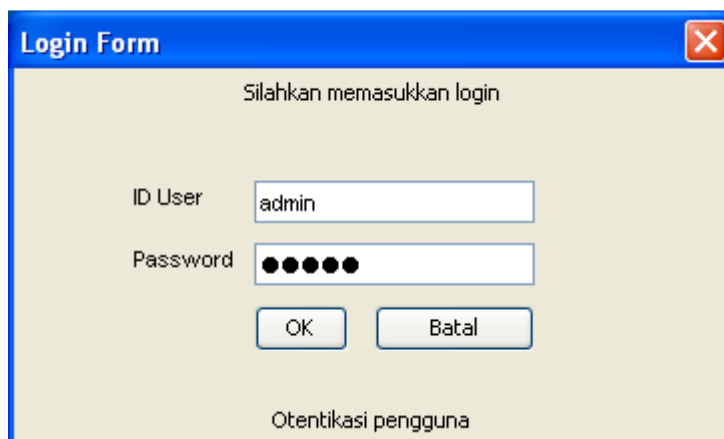 Login Form
Silahkan memasukkan login
ID User
admin
Password
●●●●●
OK
Batal
Otentikasi pengguna